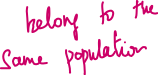 belong to the
same population